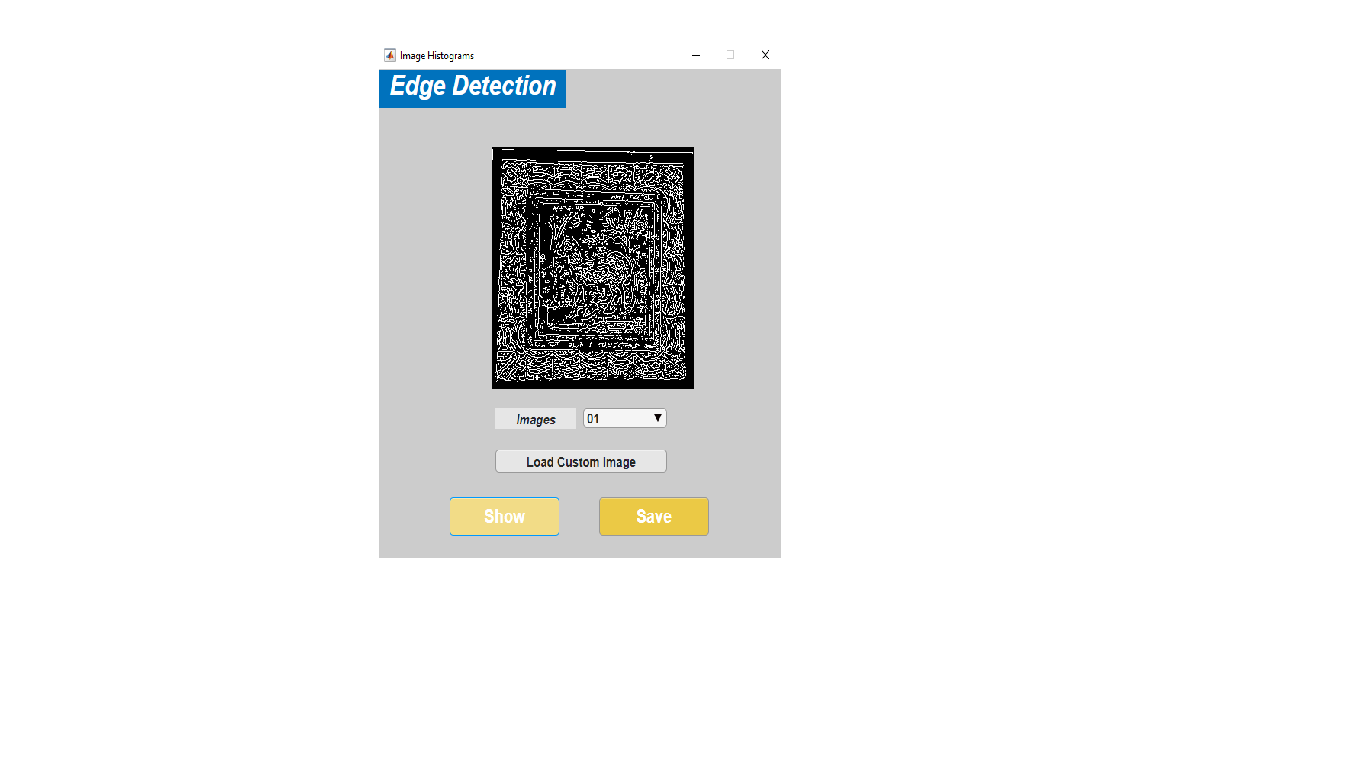 Image Histograms
Edge Detection
Images
01
Load Custom Image
Show
Save